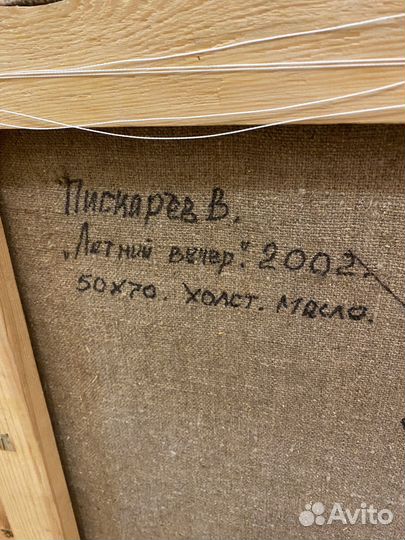 Пискарёв В.
„Летний вечер". 2002г.
50х70. Холст. Масло.
Avito